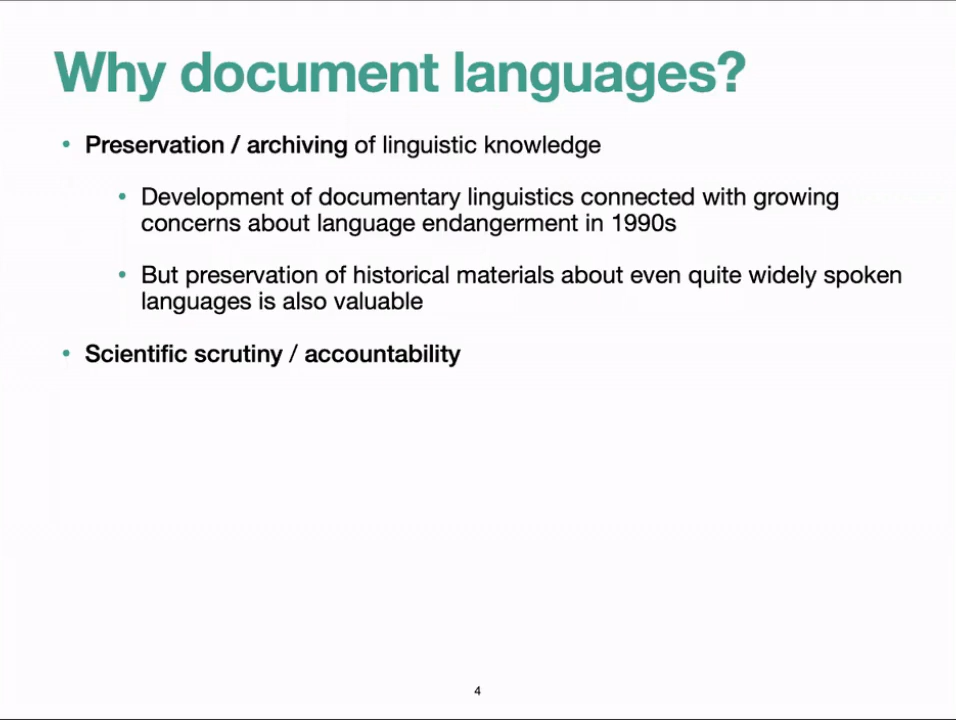 Why document languages?
• Preservation / archiving of linguistic knowledge
• Development of documentary linguistics connected with growing
concerns about language endangerment in 1990s
• But preservation of historical materials about even quite widely spoken
languages is also valuable
• Scientific scrutiny / accountability
4